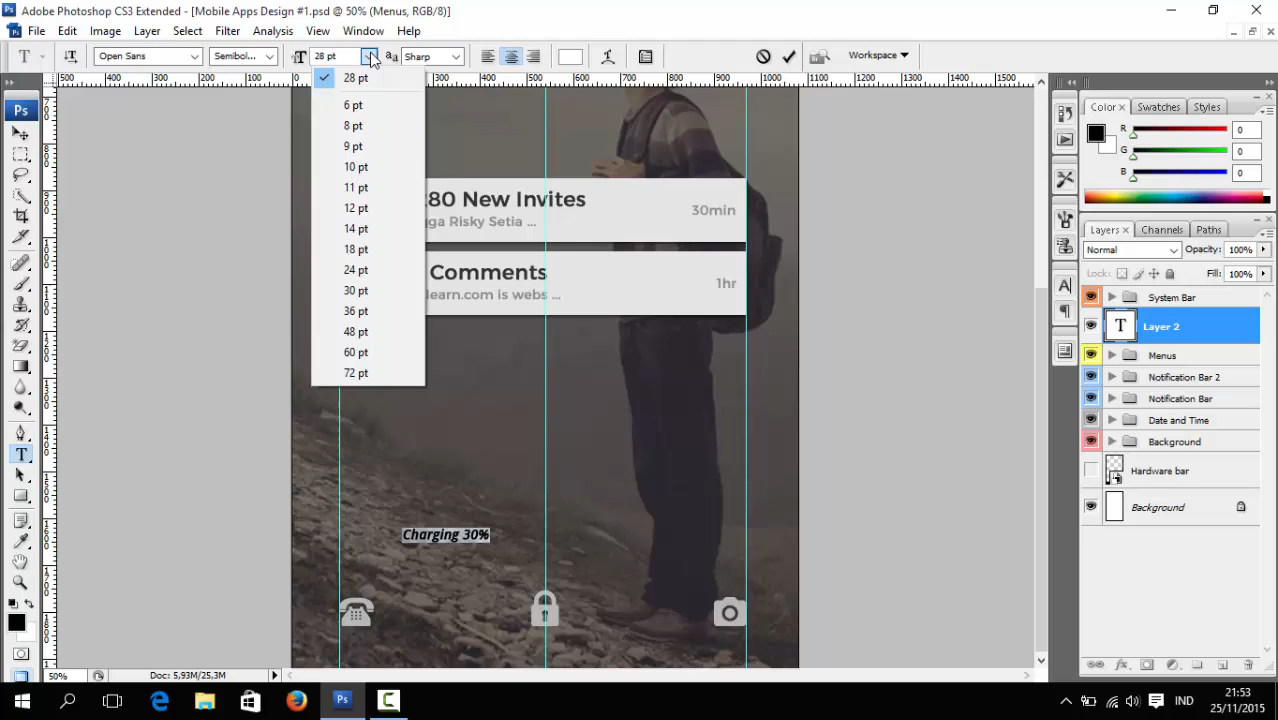 Adobe Photoshop CS3 Extended - [Mobile Apps Design #1.psd @ 50% (Menus, RGB/8)]
File Edit Image Layer Select Filter Analysis View Window Help
Open Sans Semibol... 28 pt Sharp Workspace
28 pt
6 pt
8 pt
9 pt
10 pt
11 pt
12 pt
14 pt
18 pt
24 pt
30 pt
36 pt
48 pt
60 pt
72 pt
80 New Invites
ga Risky Setia ...
30min
Comments
learn.com is webs ...
1hr
Charging 30%
Color Swatches Styles
R 0
G 0
B 0
Layers Channels Paths
Normal Opacity: 100%
Lock: Fill: 100%
System Bar
Layer 2
Menus
Notification Bar 2
Notification Bar
Date and Time
Background
Hardware bar
Background
50% Doc: 5,93M/25,3M
IND
21:53
25/11/2015